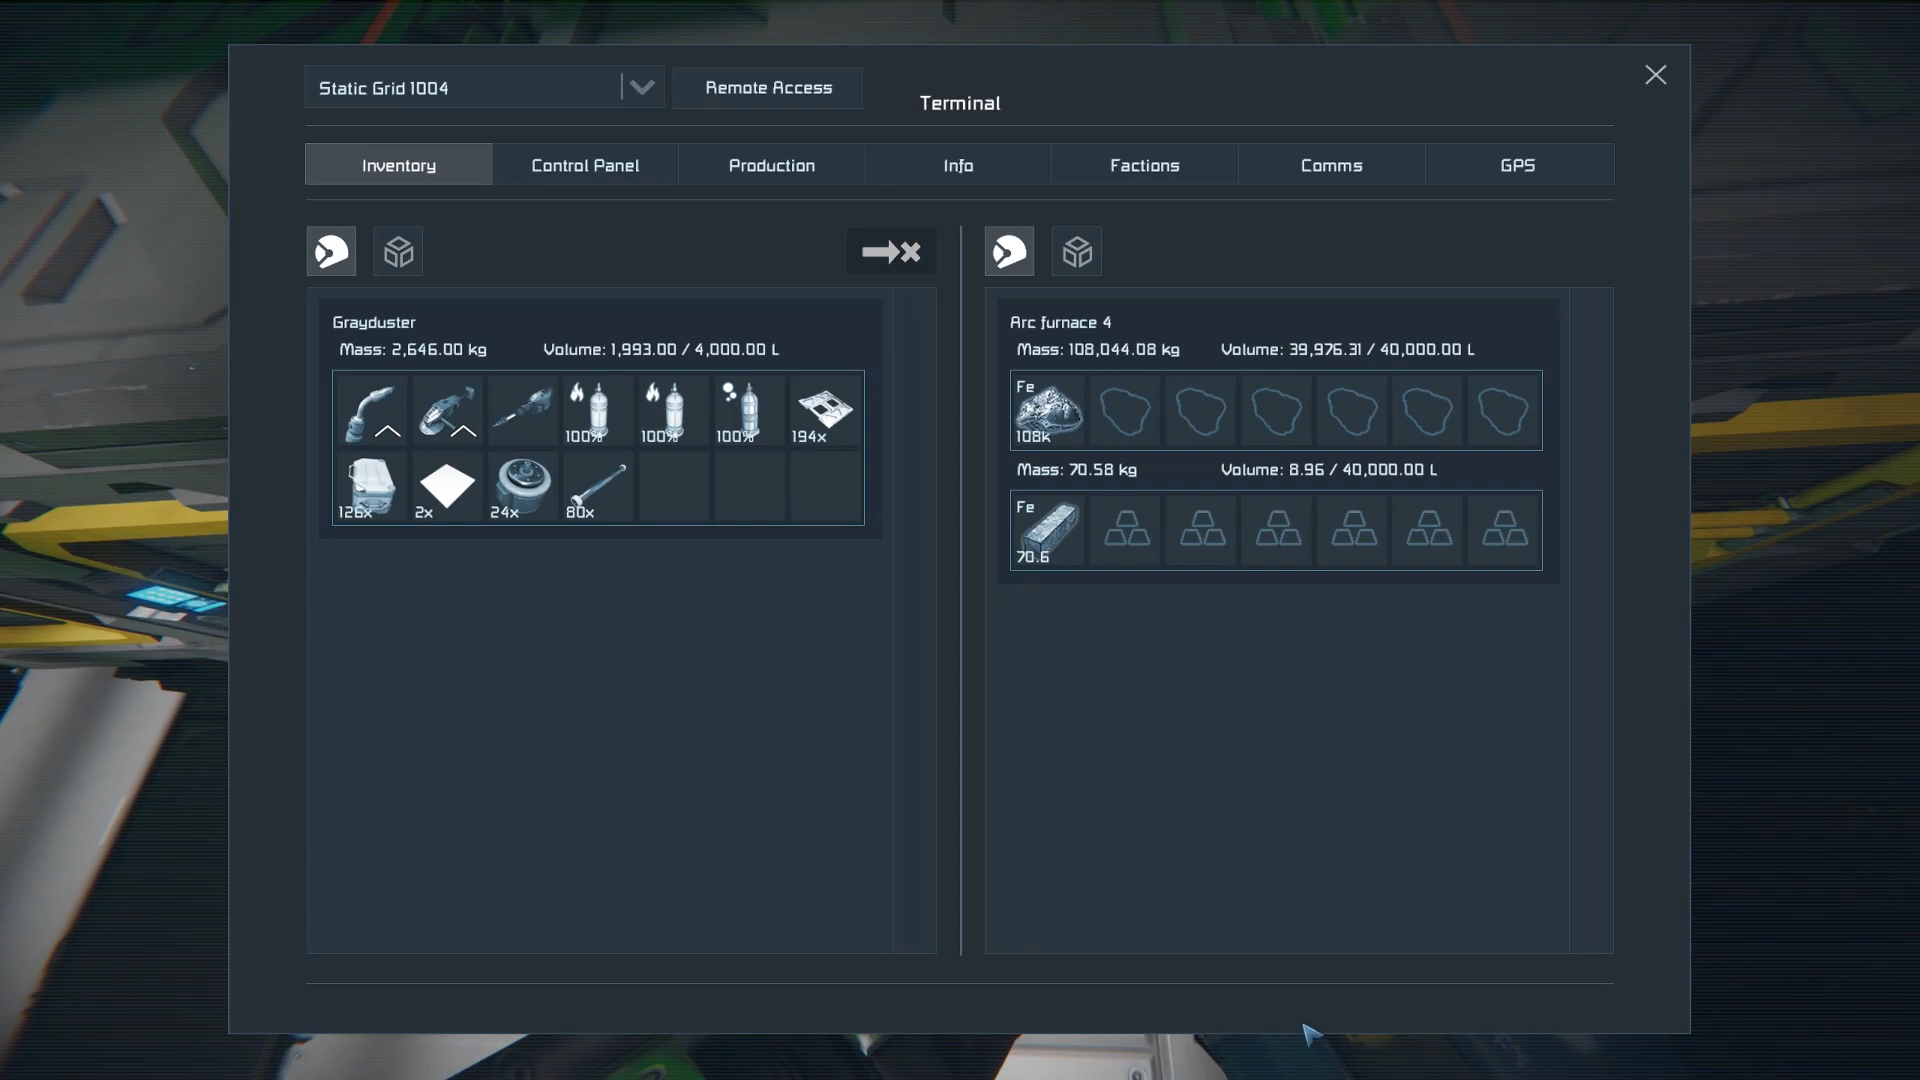 Static Grid 1004
Remote Access
Terminal
Inventory
Control Panel
Production
Info
Factions
Comms
GPS
Grayduster
Mass: 2,646.00 kg
Volume: 1,993.00 / 4,000.00 L
100%
100%
100%
194x
126x
2x
24x
80x
Arc furnace 4
Mass: 108,044.08 kg
Volume: 39,976.31 / 40,000.00 L
Fe
108k
Mass: 70.58 kg
Volume: 8.96 / 40,000.00 L
Fe
70.6